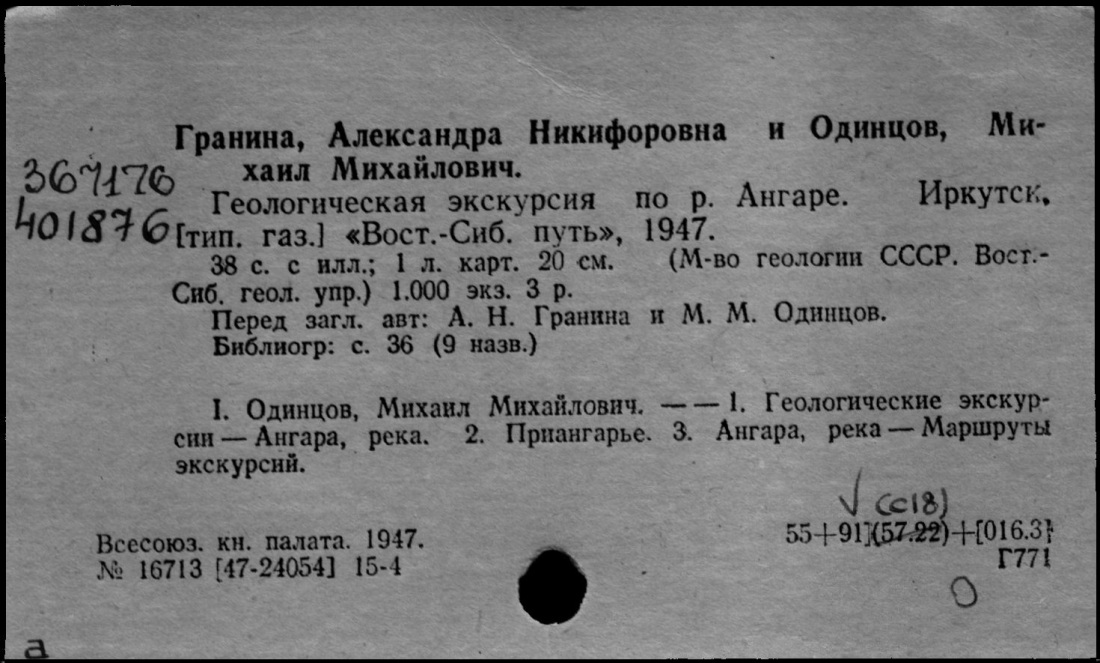 Гранина, Александра Никифоровна и Одинцов, Ми-
хаил Михайлович.
367176
Геологическая экскурсия по р. Ангаре. Иркутск,
401876 [тип. газ.] «Вост.-Сиб. путь», 1947.
38 с. с илл.; 1 л. карт. 20 см. (М-во геологии СССР. Вост.-
Сиб. геол. упр.) 1.000 экз. 3 р.
Перед загл. авт: А. Н. Гранина и М. М. Одинцов.
Библиогр: с. 36 (9 назв.)
I. Одинцов, Михаил Михайлович. — — 1. Геологические экскур-
сии — Ангара, река. 2. Приангарье. 3. Ангара, река — Маршруты
экскурсий.
√ (с18)
55+91](57.22)+[016.3]
Г771
Всесоюз. кн. палата. 1947.
№ 16713 [47-24054] 15-4
0
а